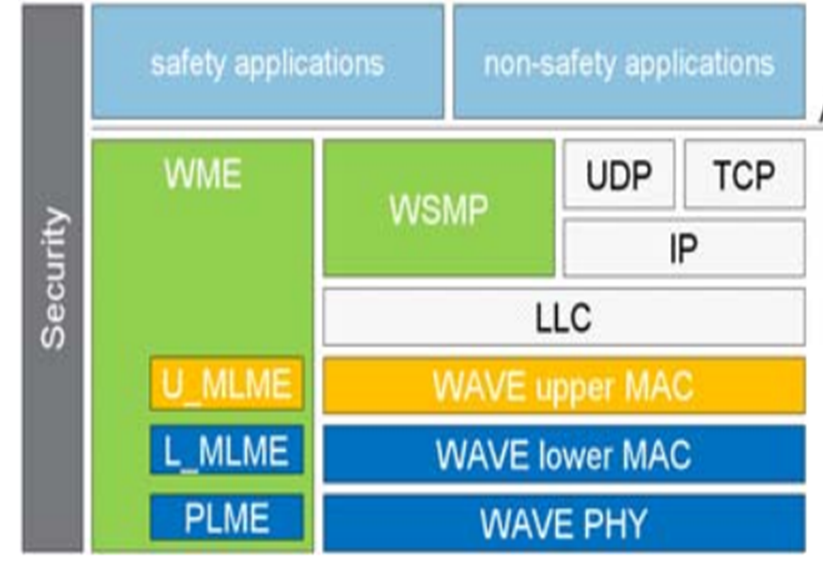 safety applications
non-safety applications
Security
WME
WSMP
UDP
TCP
IP
LLC
U_MLME
WAVE upper MAC
L_MLME
WAVE lower MAC
PLME
WAVE PHY